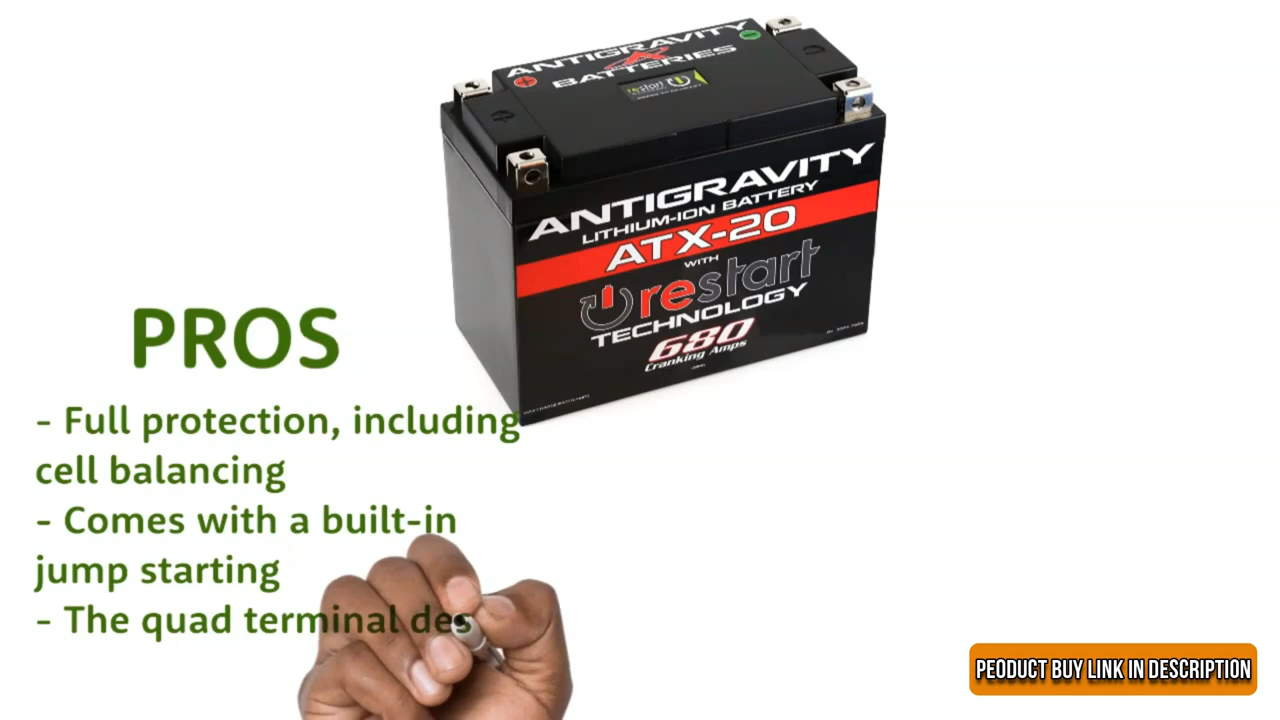 ANTIGRAVITY
BATTERIES
restart
ANTIGRAVITY
LITHIUM-ION BATTERY
ATX-20
WITH
restart
TECHNOLOGY
680
Cranking Amps
PROS
- Full protection, including
cell balancing
- Comes with a built-in
jump starting
- The quad terminal des
PEODUCT BUY LINK IN DESCRIPTION